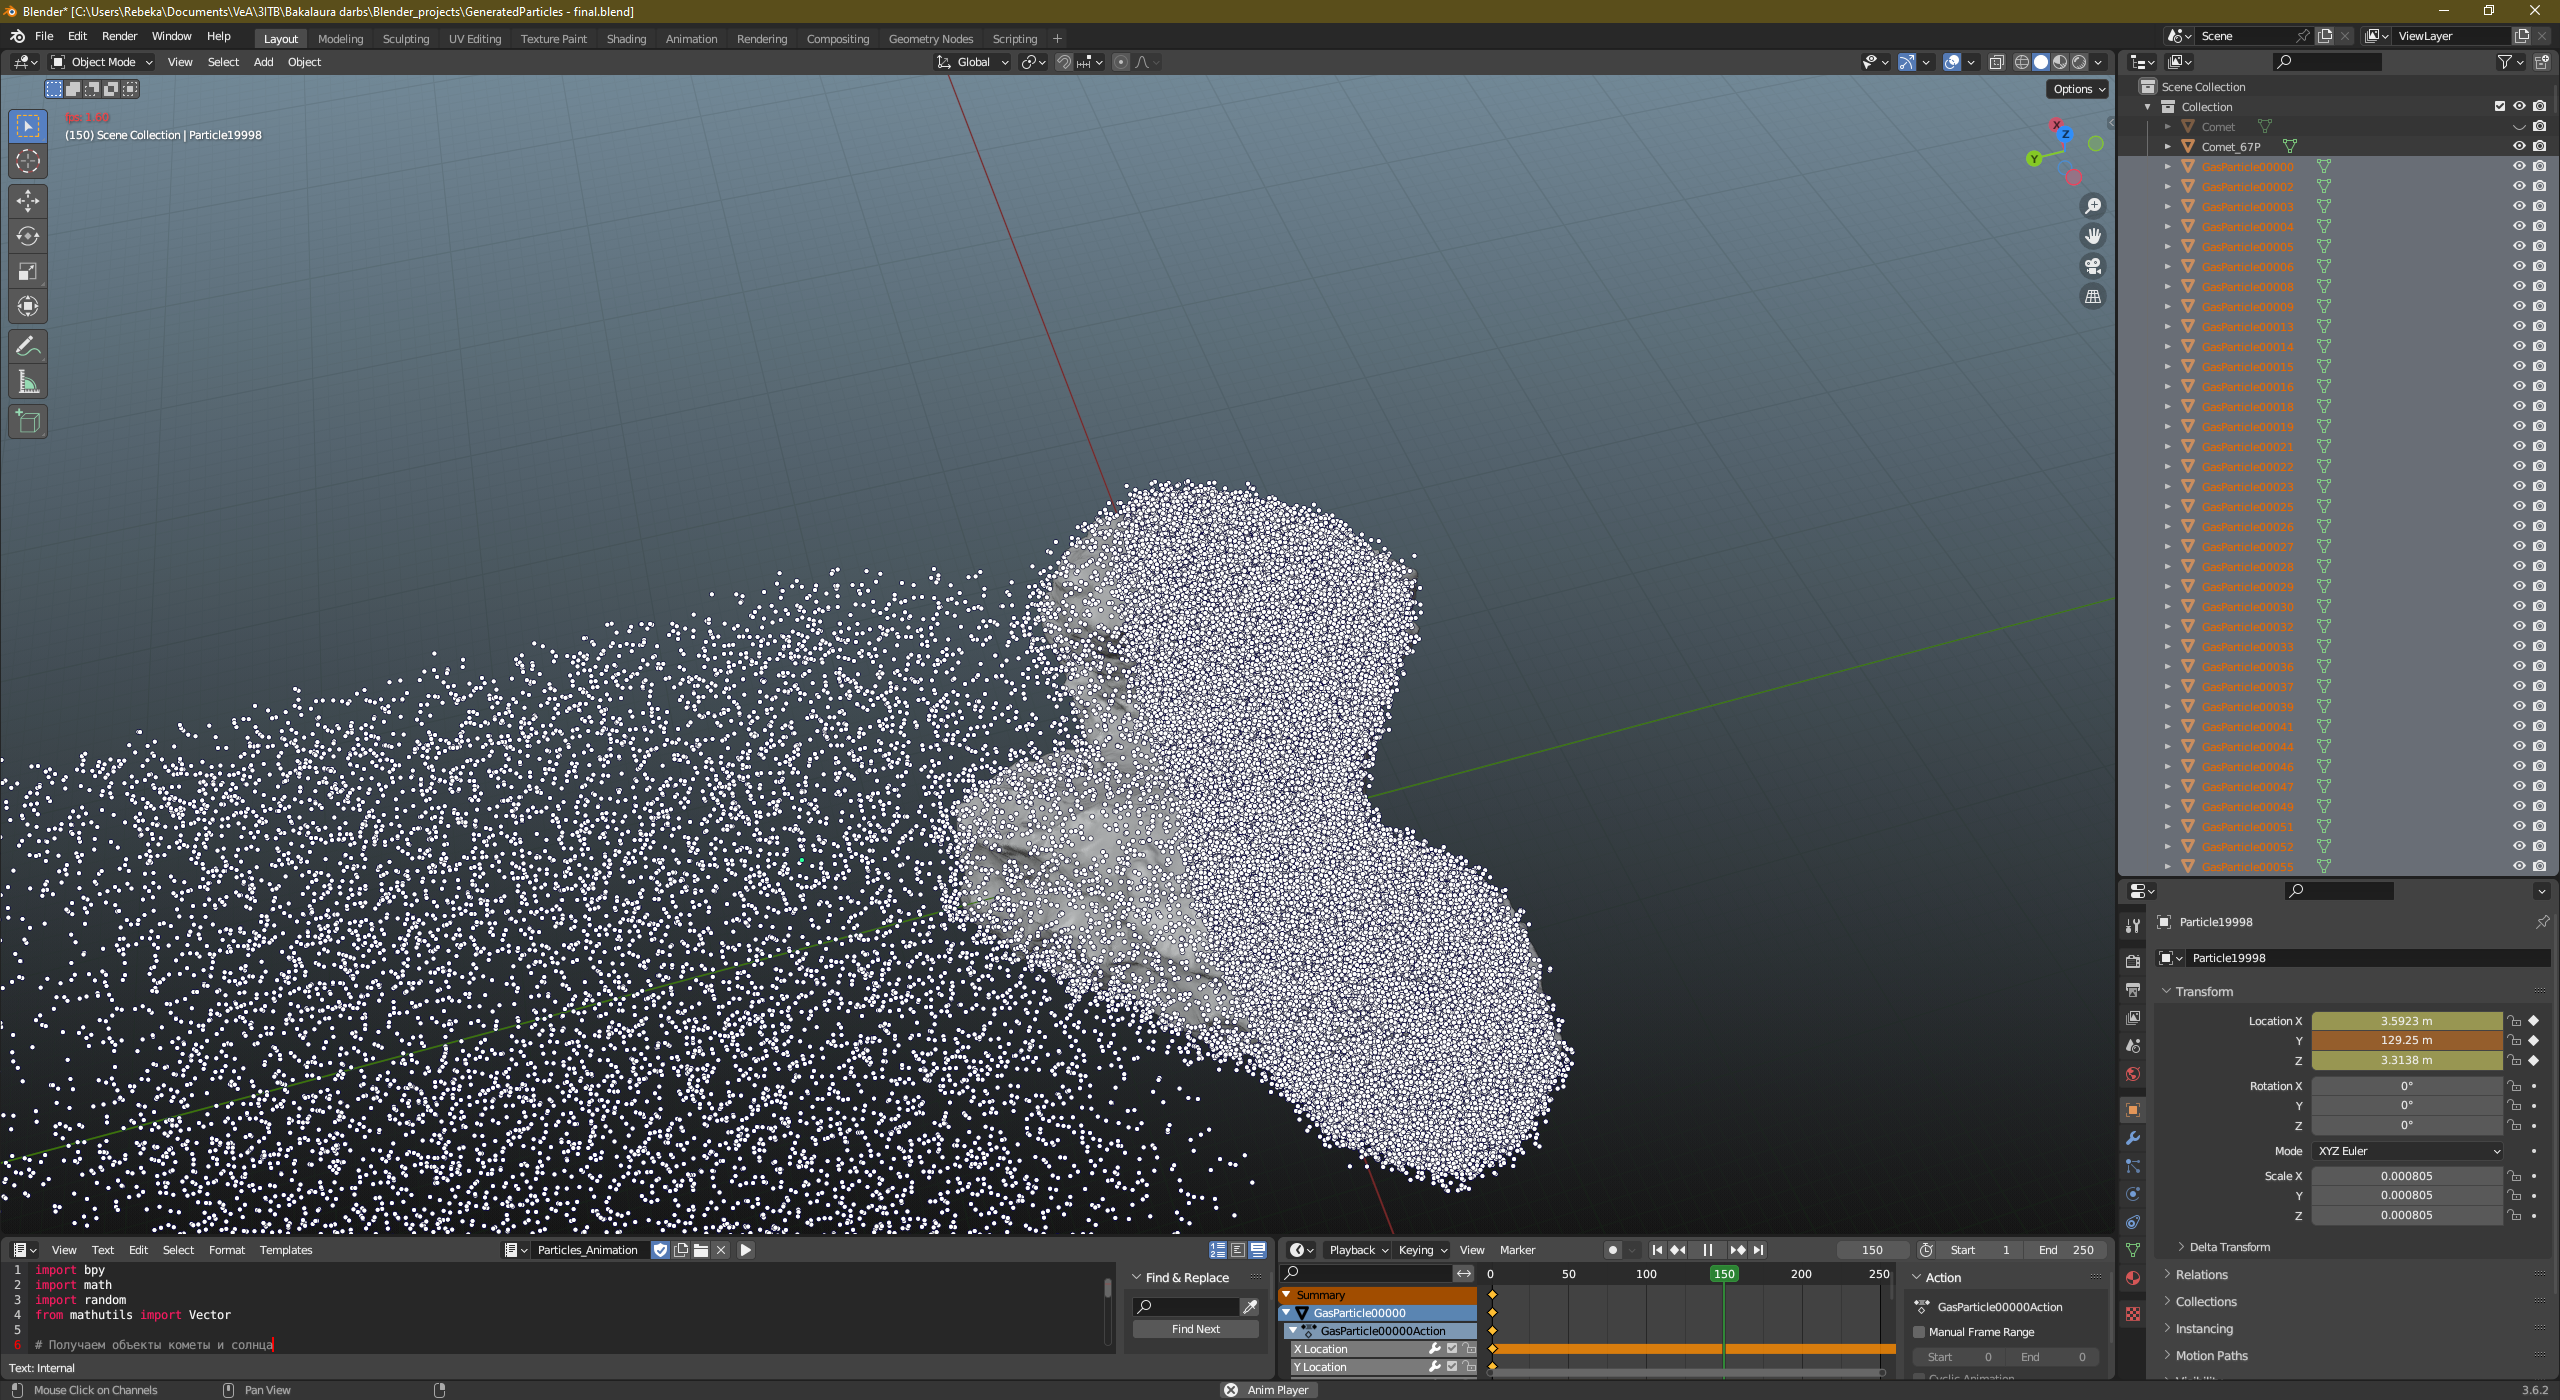 Blender* [C:\Users\Rebeka\Documents\VeA\3ITB\Bakalaura darbs\Blender_projects\GeneratedParticles - final.blend]
File Edit Render Window Help Layout Modeling Sculpting UV Editing Texture Paint Shading Animation Rendering Compositing Geometry Nodes Scripting + Scene ViewLayer
Object Mode View Select Add Object Global
Options
fps: 1.60
(150) Scene Collection | Particle19998
X
Z
Y
Scene Collection
Collection
Comet
Comet_67P
GasParticle00000
GasParticle00002
GasParticle00003
GasParticle00004
GasParticle00005
GasParticle00006
GasParticle00008
GasParticle00009
GasParticle00013
GasParticle00014
GasParticle00015
GasParticle00016
GasParticle00018
GasParticle00019
GasParticle00021
GasParticle00022
GasParticle00023
GasParticle00025
GasParticle00026
GasParticle00027
GasParticle00028
GasParticle00029
GasParticle00030
GasParticle00032
GasParticle00033
GasParticle00036
GasParticle00037
GasParticle00039
GasParticle00041
GasParticle00044
GasParticle00046
GasParticle00047
GasParticle00049
GasParticle00051
GasParticle00052
GasParticle00055
Particle19998
Particle19998
Transform
Location X 3.5923 m
Y 129.25 m
Z 3.3138 m
Rotation X 0°
Y 0°
Z 0°
Mode XYZ Euler
Scale X 0.000805
Y 0.000805
Z 0.000805
Delta Transform
Relations
Collections
Instancing
Motion Paths
View Text Edit Select Format Templates Particles_Animation
1 import bpy
2 import math
3 import random
4 from mathutils import Vector
5
6 # Получаем объекты кометы и солнца
Text: Internal
Find & Replace
Find Next
Playback Keying View Marker 150 Start 1 End 250
0 50 100 150 200 250
Summary
GasParticle00000
GasParticle00000Action
X Location
Y Location
Action
GasParticle00000Action
Manual Frame Range
Start 0 End 0
Cyclic Animation
Mouse Click on Channels Pan View Anim Player 3.6.2